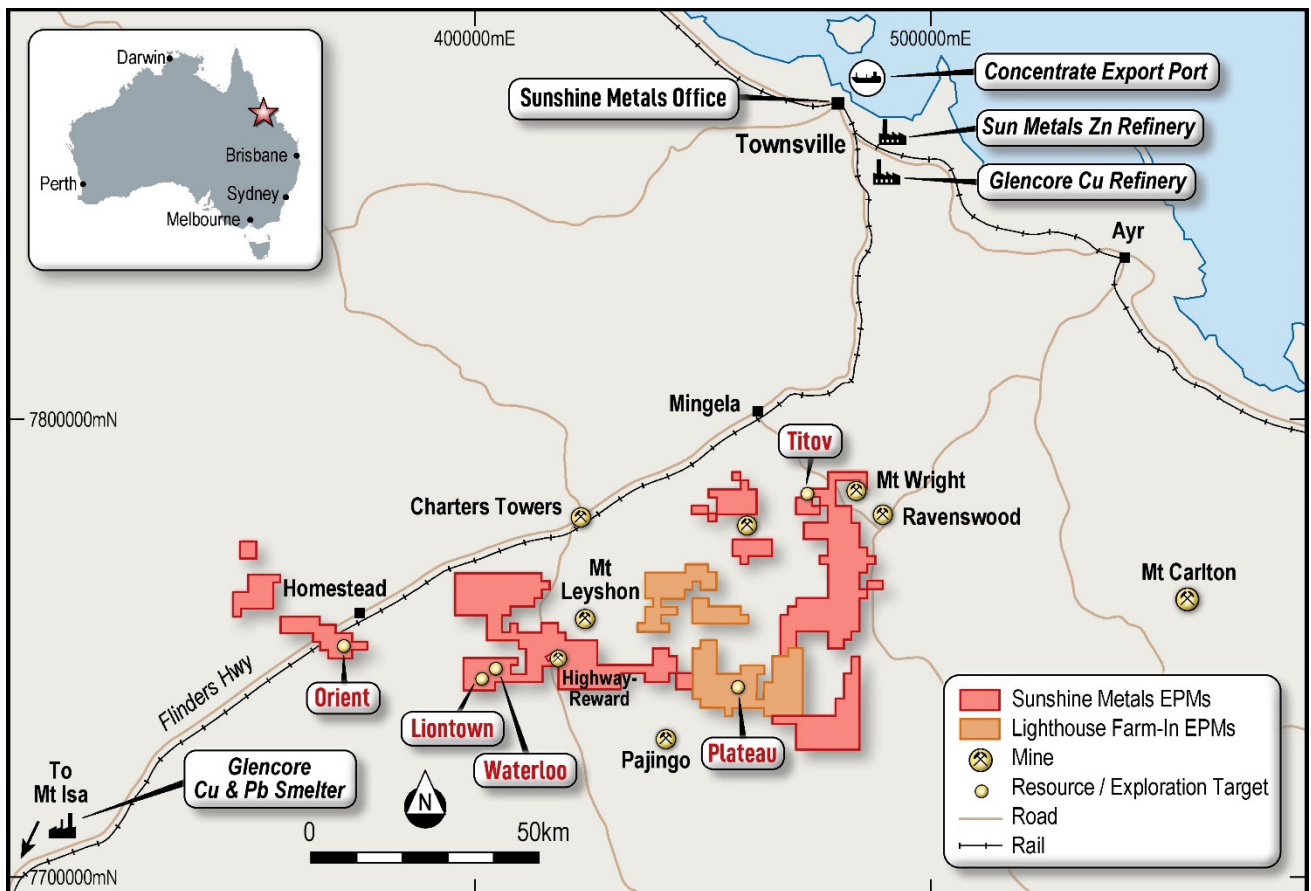 400000mE
500000mE
Darwin
Brisbane
Perth
Sydney
Melbourne
Sunshine Metals Office
Concentrate Export Port
Sun Metals Zn Refinery
Townsville
Glencore Cu Refinery
Ayr
7800000mN
Mingela
Titov
Mt Wright
Charters Towers
Ravenswood
Homestead
Mt
Leyshon
Mt Carlton
Flinders Hwy
Orient
Highway-
Reward
Liontown
Waterloo
Pajingo
Plateau
To
Mt Isa
Glencore
Cu & Pb Smelter
N
0
50km
Sunshine Metals EPMs
Lighthouse Farm-In EPMs
Mine
Resource / Exploration Target
Road
Rail
7700000mN